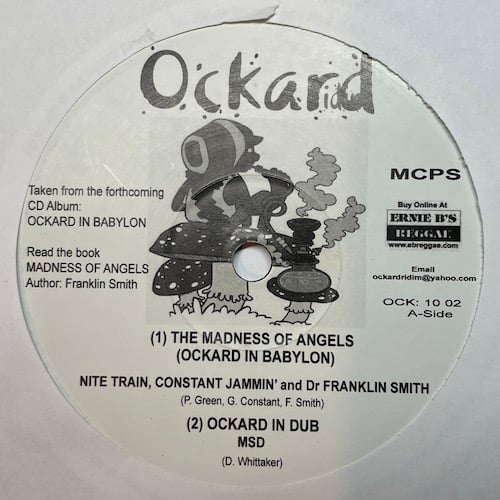 Ockard
ridim
Taken from the forthcoming
CD Album:
OCKARD IN BABYLON
Read the book
MADNESS OF ANGELS
Author: Franklin Smith
MCPS
Buy Online At
ERNIE B'S
REGGAE
www.ebreggae.com
Email
ockardridim@yahoo.com
OCK: 10 02
A-Side
(1) THE MADNESS OF ANGELS
(OCKARD IN BABYLON)
NITE TRAIN, CONSTANT JAMMIN' and Dr FRANKLIN SMITH
(P. Green, G. Constant, F. Smith)
(2) OCKARD IN DUB
MSD
(D. Whittaker)